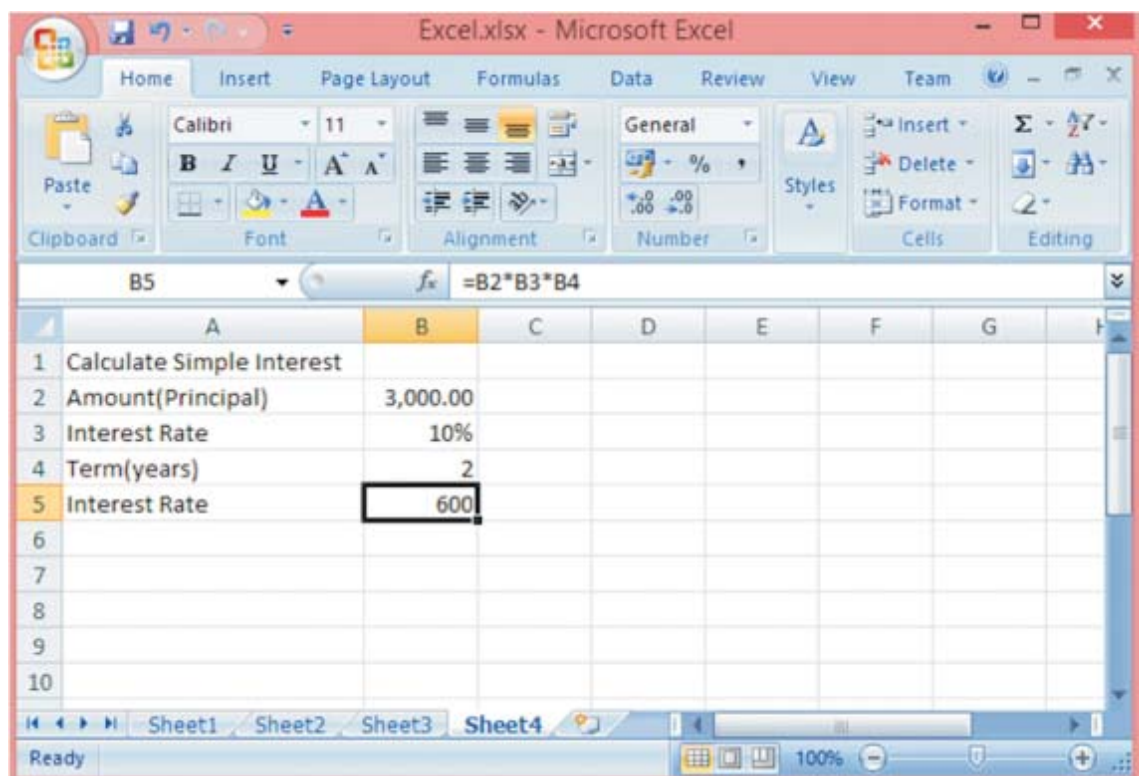 Excel.xlsx - Microsoft Excel
Home Insert Page Layout Formulas Data Review View Team
Calibri 11 General Insert Σ
B I U A A % , Delete
Paste Styles Format
Clipboard Font Alignment Number Cells Editing
B5 fx =B2*B3*B4
A B C D E F G H
1 Calculate Simple Interest
2 Amount(Principal) 3,000.00
3 Interest Rate 10%
4 Term(years) 2
5 Interest Rate 600
6
7
8
9
10
Sheet1 Sheet2 Sheet3 Sheet4
Ready 100%